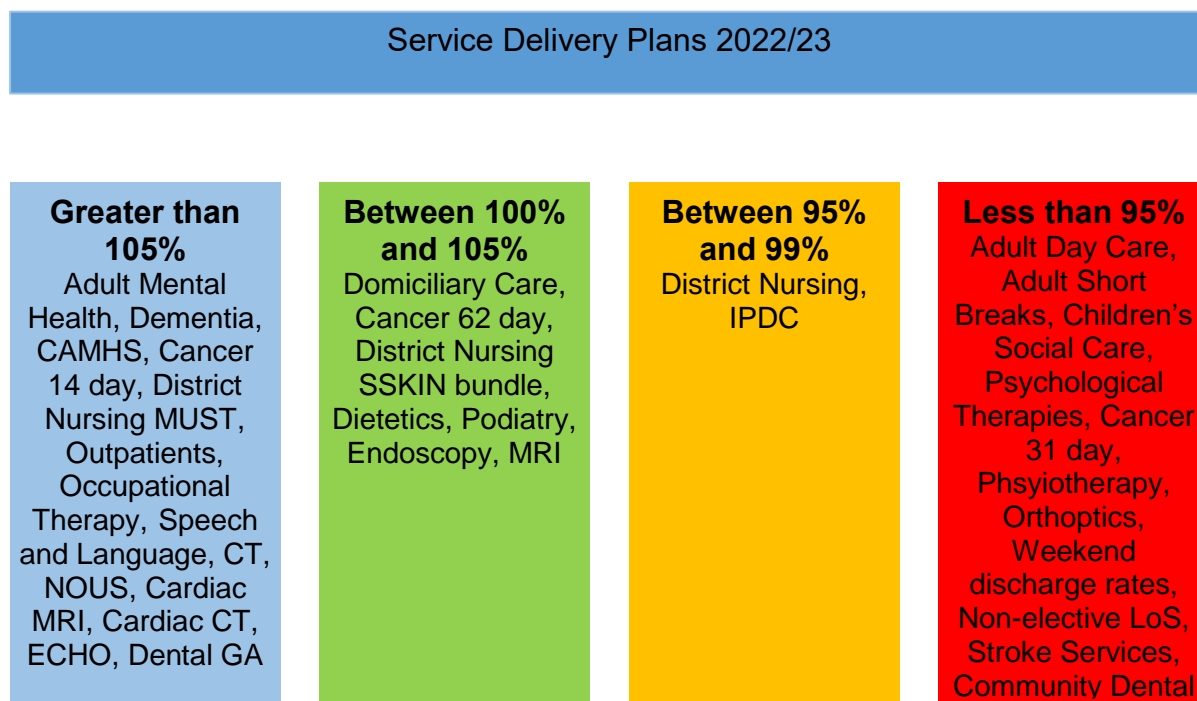 Service Delivery Plans 2022/23
Greater than
105%
Adult Mental
Health, Dementia,
CAMHS, Cancer
14 day, District
Nursing MUST,
Outpatients,
Occupational
Therapy, Speech
and Language, CT,
NOUS, Cardiac
MRI, Cardiac CT,
ECHO, Dental GA
Between 100%
and 105%
Domiciliary Care,
Cancer 62 day,
District Nursing
SSKIN bundle,
Dietetics, Podiatry,
Endoscopy, MRI
Between 95%
and 99%
District Nursing,
IPDC
Less than 95%
Adult Day Care,
Adult Short
Breaks, Children’s
Social Care,
Psychological
Therapies, Cancer
31 day,
Phsyiotherapy,
Orthoptics,
Weekend
discharge rates,
Non-elective LoS,
Stroke Services,
Community Dental